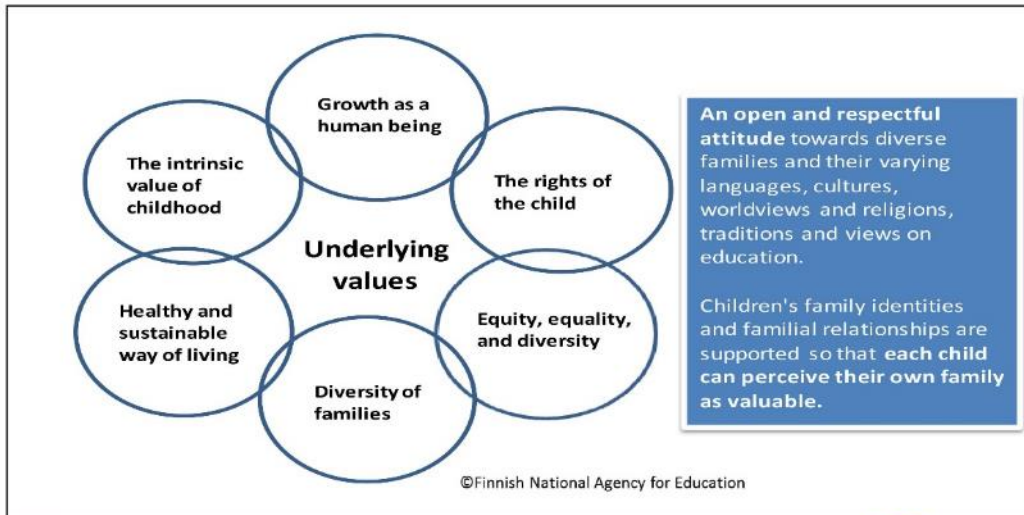 Growth as a
human being
The intrinsic
value of
childhood
The rights of
the child
Underlying
values
Healthy and
sustainable
way of living
Equity, equality,
and diversity
Diversity of
families
An open and respectful
attitude towards diverse
families and their varying
languages, cultures,
worldviews and religions,
traditions and views on
education.
Children's family identities
and familial relationships are
supported so that each child
can perceive their own family
as valuable.
©Finnish National Agency for Education